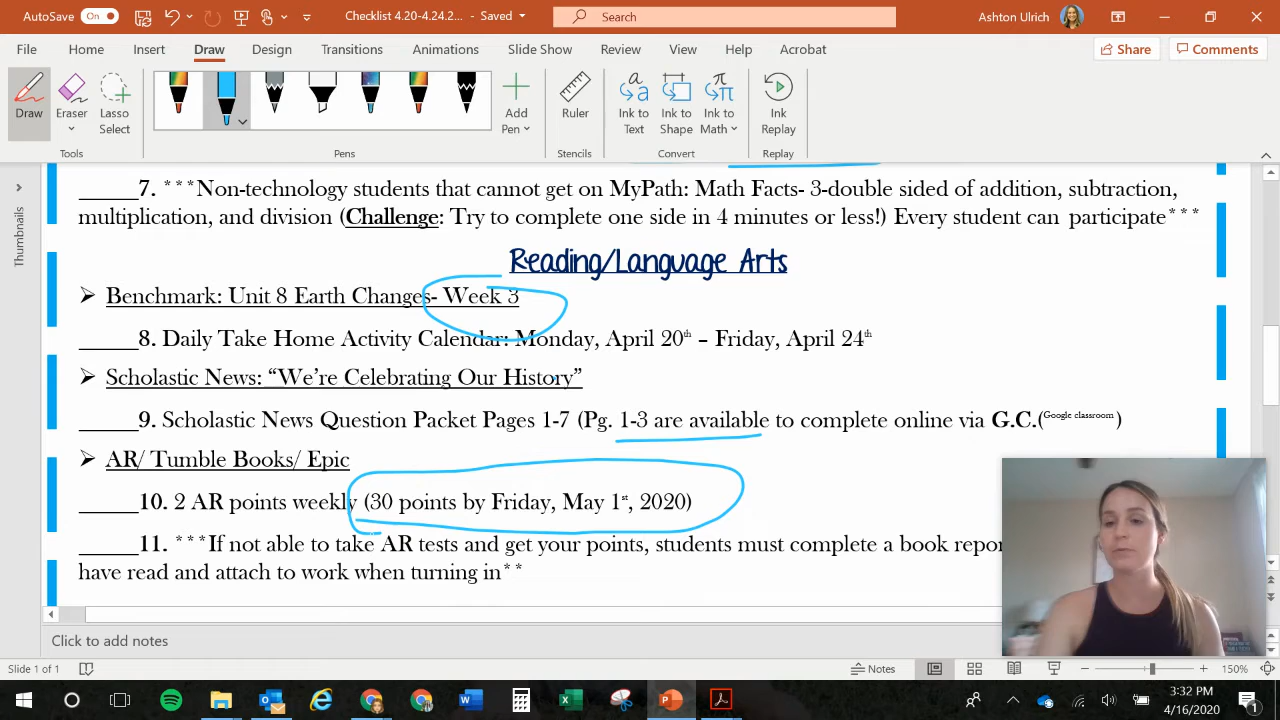 AutoSave On Checklist 4.20-4.24.2... - Saved Search Ashton Ulrich
File Home Insert Draw Design Transitions Animations Slide Show Review View Help Acrobat Share Comments
Draw Eraser Lasso Select Add Pen Ruler Ink to Text Ink to Shape Ink to Math Ink Replay
Tools Pens Stencils Convert Replay
Thumbnails
_____7. ***Non-technology students that cannot get on MyPath: Math Facts- 3-double sided of addition, subtraction,
multiplication, and division (Challenge: Try to complete one side in 4 minutes or less!) Every student can participate***
Reading/Language Arts
➢ Benchmark: Unit 8 Earth Changes- Week 3
_____8. Daily Take Home Activity Calendar: Monday, April 20th – Friday, April 24th
➢ Scholastic News: “We’re Celebrating Our History”
_____9. Scholastic News Question Packet Pages 1-7 (Pg. 1-3 are available to complete online via G.C.(Google classroom)
➢ AR/ Tumble Books/ Epic
_____10. 2 AR points weekly (30 points by Friday, May 1st, 2020)
_____11. ***If not able to take AR tests and get your points, students must complete a book repor
have read and attach to work when turning in**
Click to add notes
Slide 1 of 1 Notes 150%
3:32 PM
4/16/2020
1